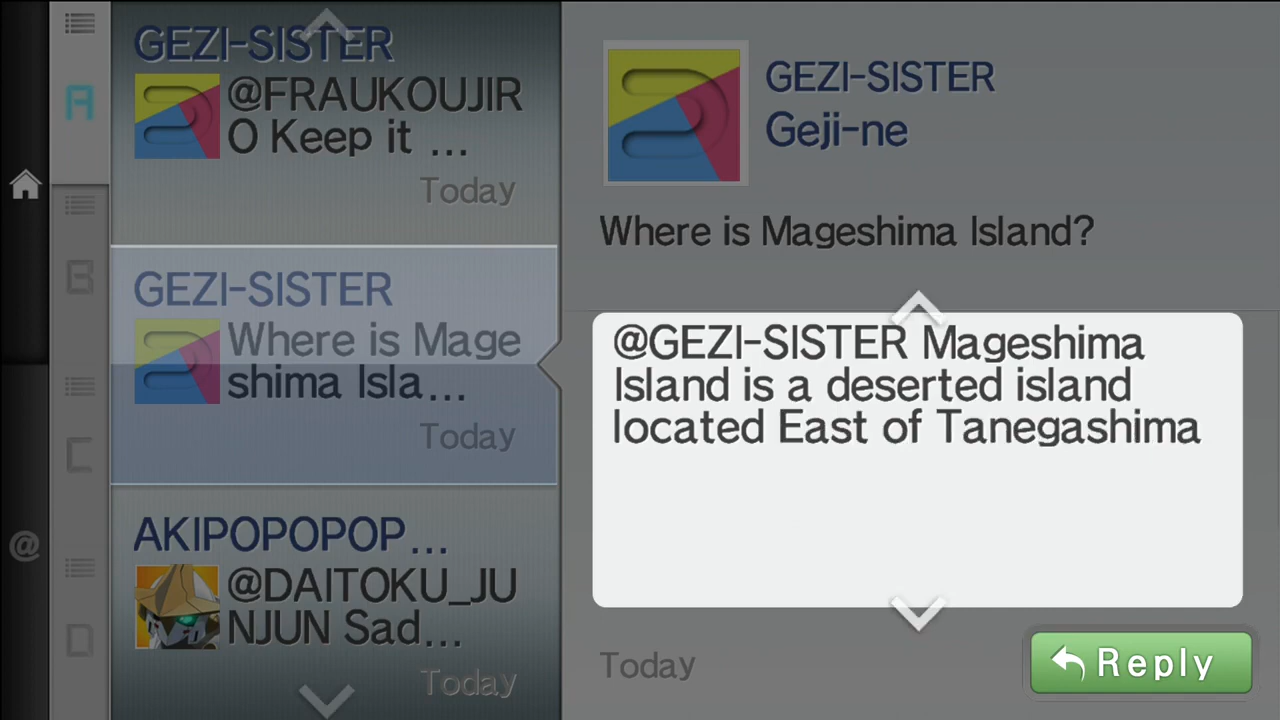 GEZI-SISTER
@FRAUKOUJIR
O Keep it ...
Today
GEZI-SISTER
Where is Mage
shima Isla...
Today
AKIPOPOPOP...
@DAITOKU_JU
NJUN Sad...
Today
A
B
C
D
@
GEZI-SISTER
Geji-ne
Where is Mageshima Island?
@GEZI-SISTER Mageshima
Island is a deserted island
located East of Tanegashima
Today
Reply